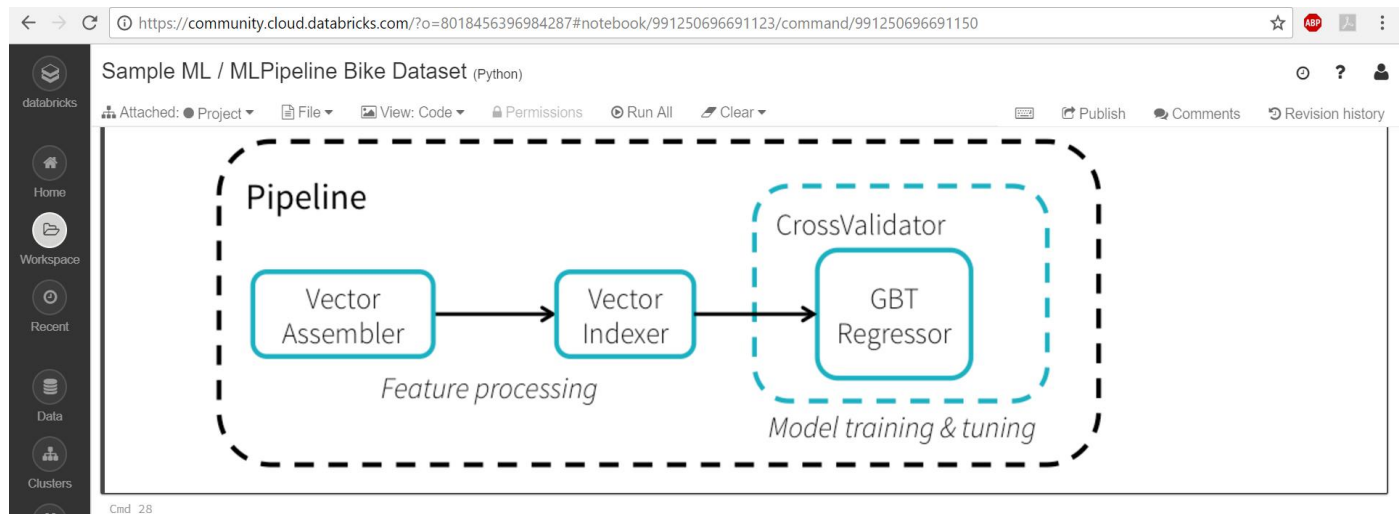 https://community.cloud.databricks.com/?o=8018456396984287#notebook/991250696691123/command/991250696691150
ABP
databricks
Sample ML / MLPipeline Bike Dataset (Python)
?
Attached: Project File View: Code Permissions Run All Clear Publish Comments Revision history
Home
Workspace
Recent
Data
Clusters
Pipeline
CrossValidator
Vector
Assembler
Vector
Indexer
GBT
Regressor
Feature processing
Model training & tuning
Cmd 28